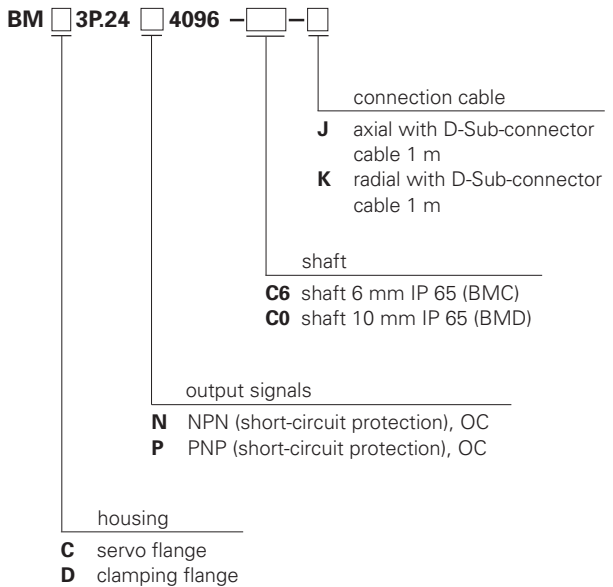 BM 3P.24 4096 – –
connection cable
J axial with D-Sub-connector
cable 1 m
K radial with D-Sub-connector
cable 1 m
shaft
C6 shaft 6 mm IP 65 (BMC)
C0 shaft 10 mm IP 65 (BMD)
output signals
N NPN (short-circuit protection), OC
P PNP (short-circuit protection), OC
housing
C servo flange
D clamping flange